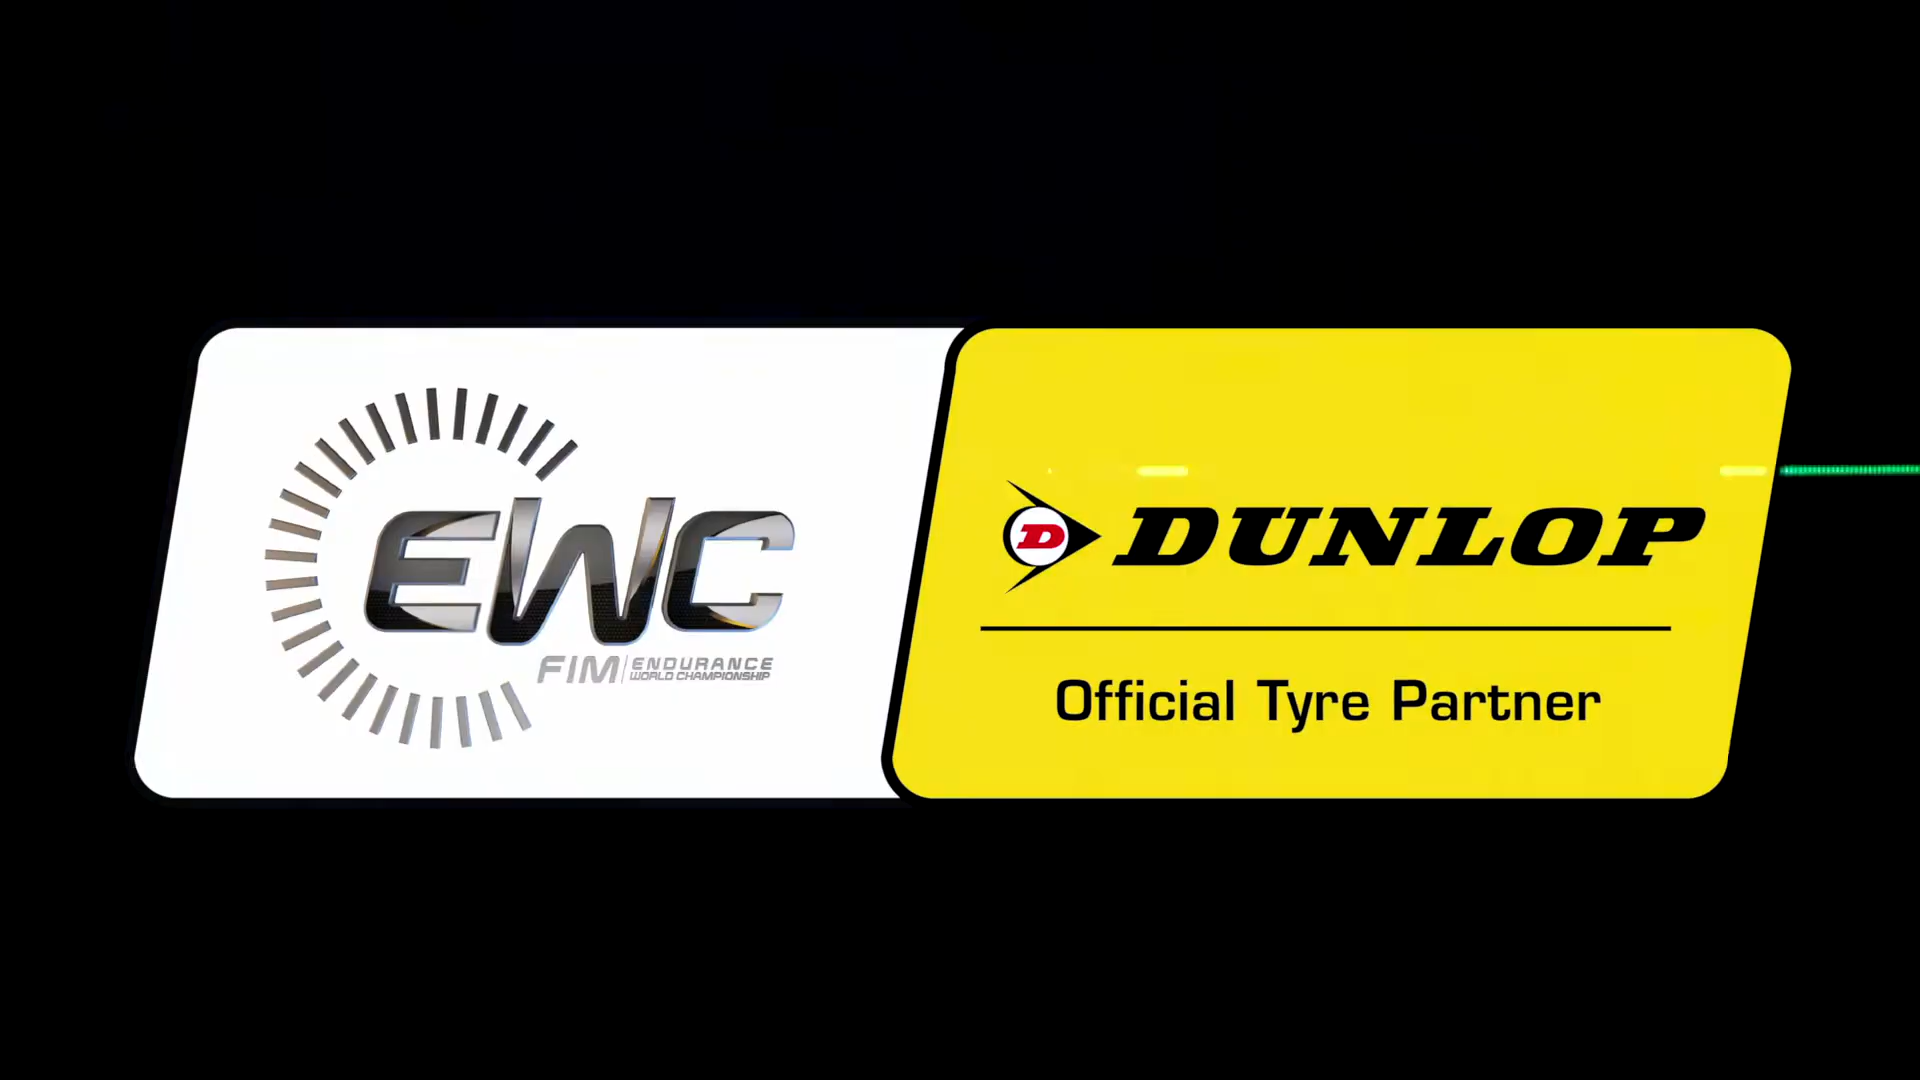 EWC
FIM ENDURANCE
WORLD CHAMPIONSHIP
D DUNLOP
Official Tyre Partner